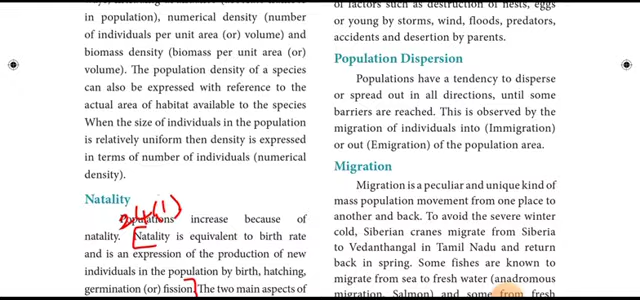 in population), numerical density (number
of individuals per unit area (or) volume) and
biomass density (biomass per unit area (or)
volume). The population density of a species
can also be expressed with reference to the
actual area of habitat available to the species
When the size of individuals in the population
is relatively uniform then density is expressed
in terms of number of individuals (numerical
density).
Natality
Populations increase because of
natality. Natality is equivalent to birth rate
and is an expression of the production of new
individuals in the population by birth, hatching,
germination (or) fission. The two main aspects of
of factors such as destruction of nests, eggs
or young by storms, wind, floods, predators,
accidents and desertion by parents.
Population Dispersion
Populations have a tendency to disperse
or spread out in all directions, until some
barriers are reached. This is observed by the
migration of individuals into (Immigration)
or out (Emigration) of the population area.
Migration
Migration is a peculiar and unique kind of
mass population movement from one place to
another and back. To avoid the severe winter
cold, Siberian cranes migrate from Siberia
to Vedanthangal in Tamil Nadu and return
back in spring. Some fishes are known to
migrate from sea to fresh water (anadromous
migration, Salmon) and some from fresh